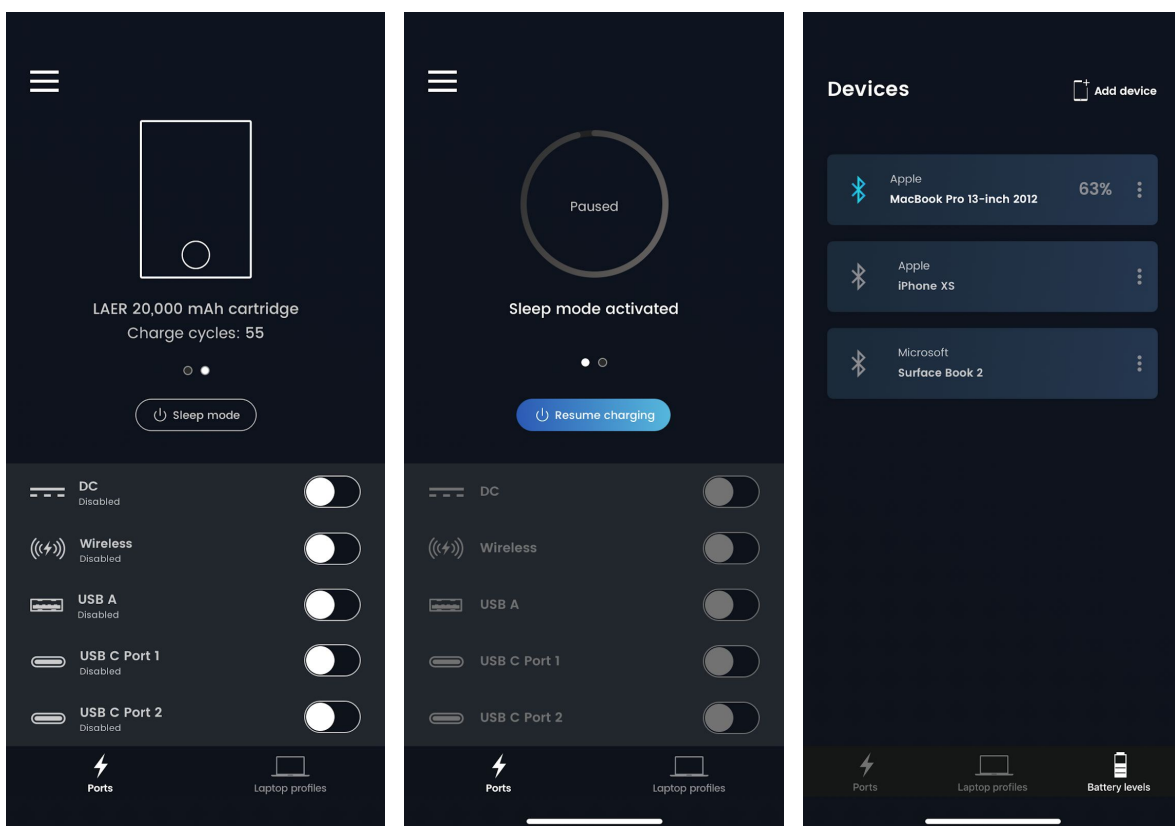 LAER 20,000 mAh cartridge
Charge cycles: 55
Sleep mode
DC
Disabled
Wireless
Disabled
USB A
Disabled
USB C Port 1
Disabled
USB C Port 2
Disabled
Ports
Laptop profiles
Paused
Sleep mode activated
Resume charging
DC
Wireless
USB A
USB C Port 1
USB C Port 2
Ports
Laptop profiles
Devices
Add device
Apple
MacBook Pro 13-inch 2012
63%
Apple
iPhone XS
Microsoft
Surface Book 2
Ports
Laptop profiles
Battery levels